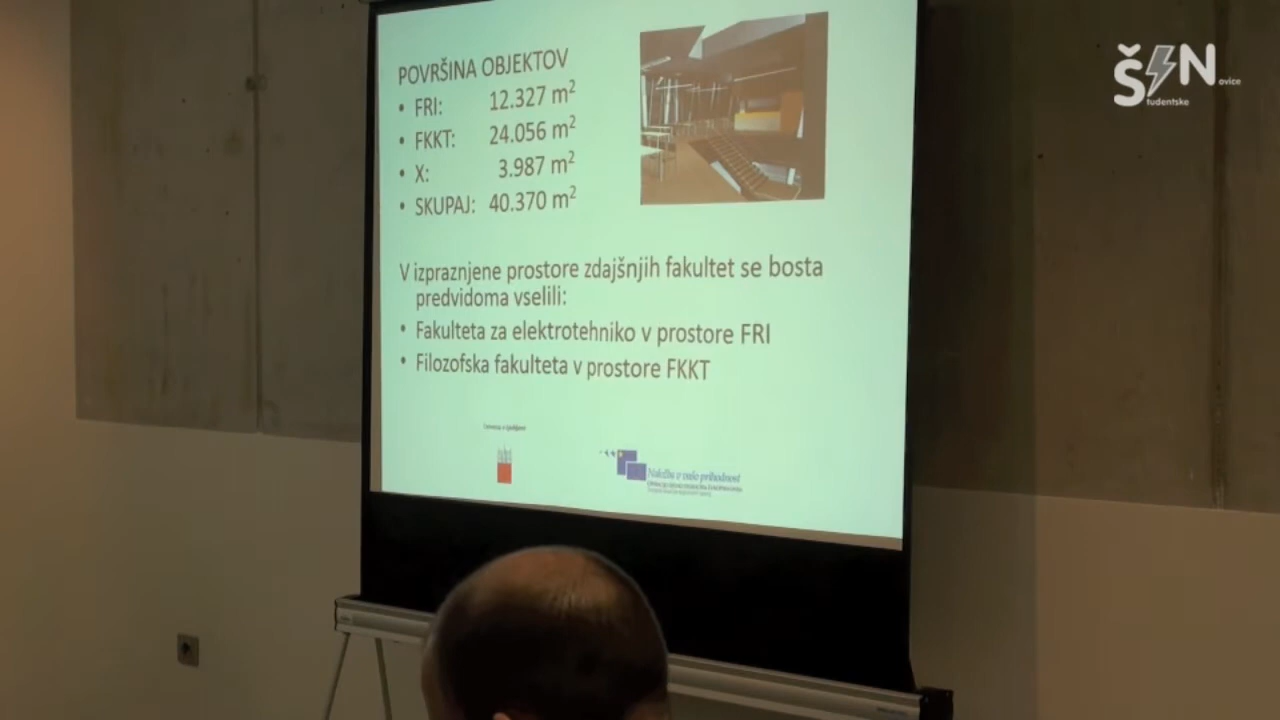 POVRŠINA OBJEKTOV
• FRI: 12.327 m²
• FKKT: 24.056 m²
• X: 3.987 m²
• SKUPAJ: 40.370 m²
V izpraznjene prostore zdajšnjih fakultet se bosta
predvidoma vselili:
• Fakulteta za elektrotehniko v prostore FRI
• Filozofska fakulteta v prostore FKKT
Naložba v vašo prihodnost
ŠN
tudentske
ovice